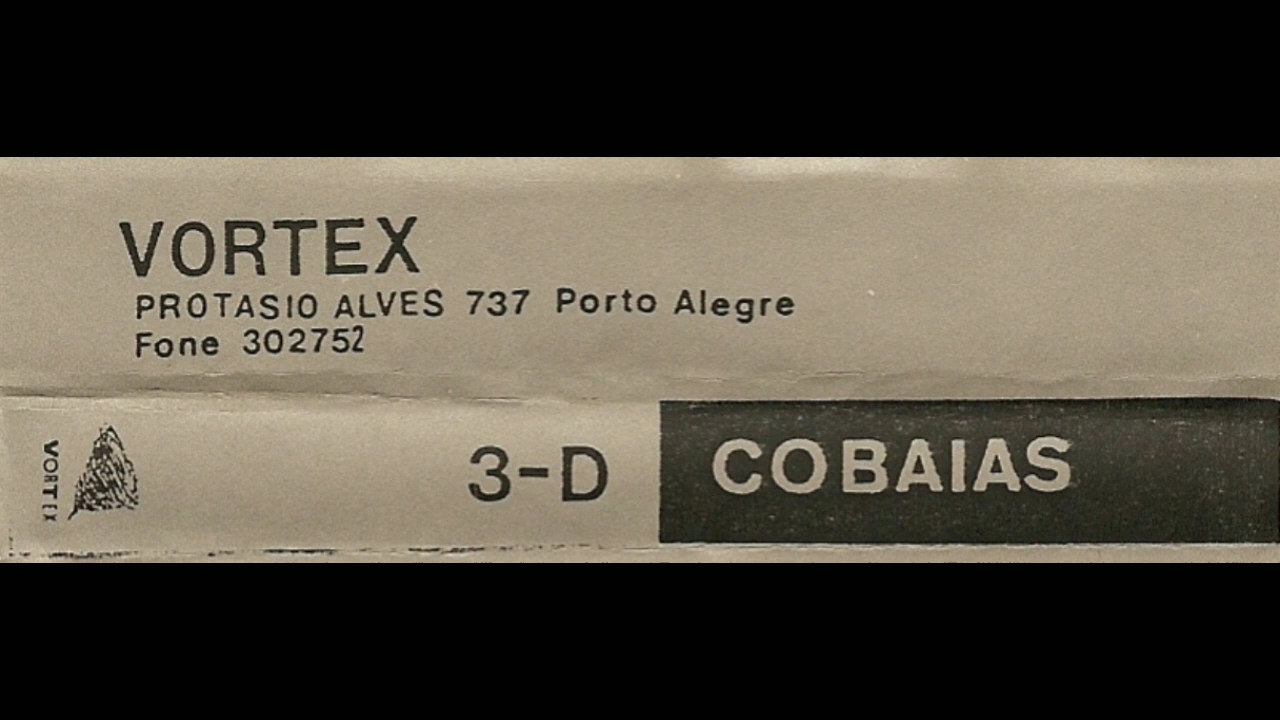 VORTEX
PROTASIO ALVES 737 Porto Alegre
Fone 302752
VORTEX
3-D COBAIAS